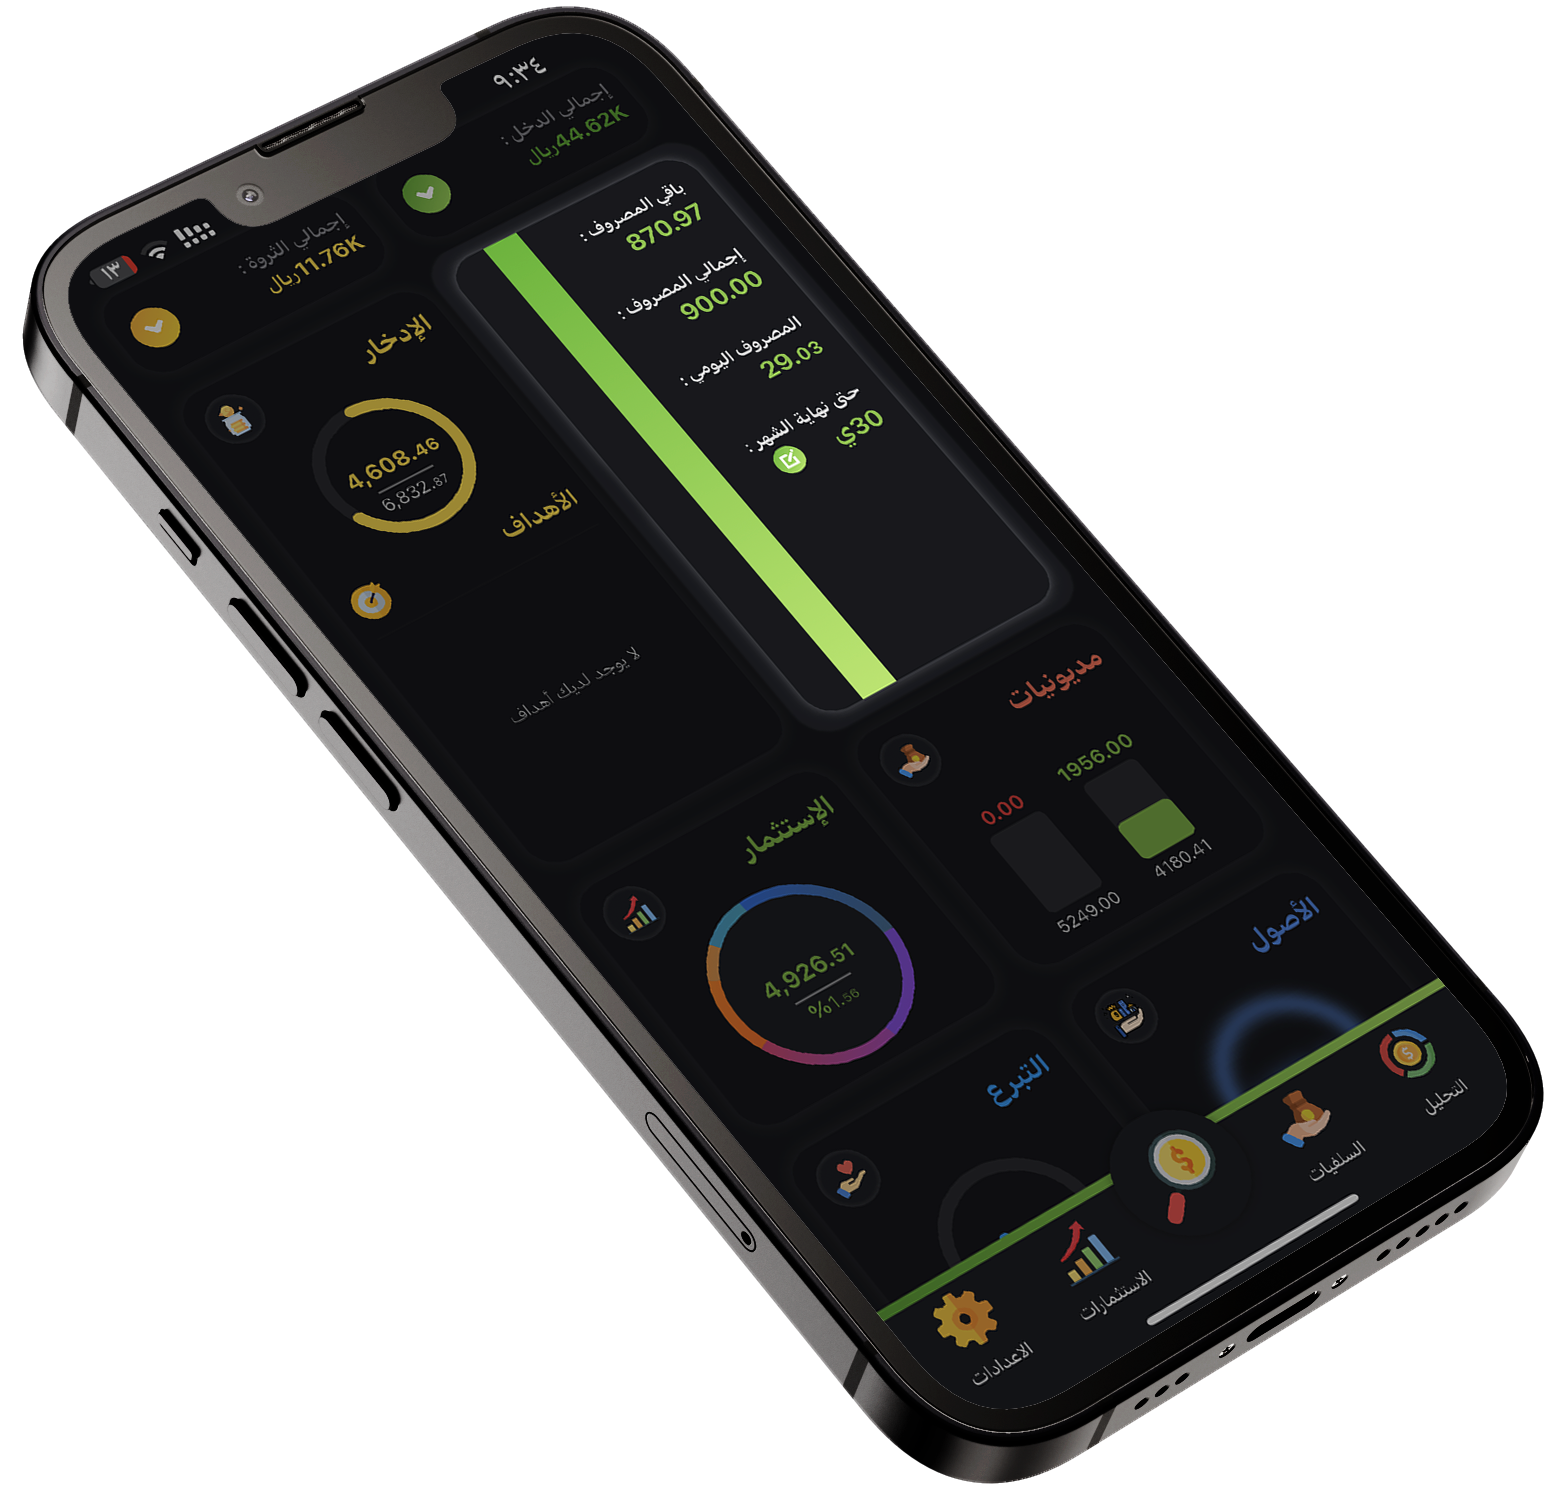 ٩:٣٤
١٣
إجمالي الدخل :
44.62Kريال
إجمالي الثروة :
11.76Kريال
باقي المصروف :
870.97
إجمالي المصروف :
900.00
المصروف اليومي :
29.03
حتى نهاية الشهر :
30ي
الإدخار
4,608.46
6,832.87
الأهداف
لا يوجد لديك أهداف
مديونيات
1956.00
4180.41
0.00
5249.00
الإستثمار
4,926.51
%1.56
الأصول
التبرع
التحليل
السلفيات
الاستثمارات
الاعدادات